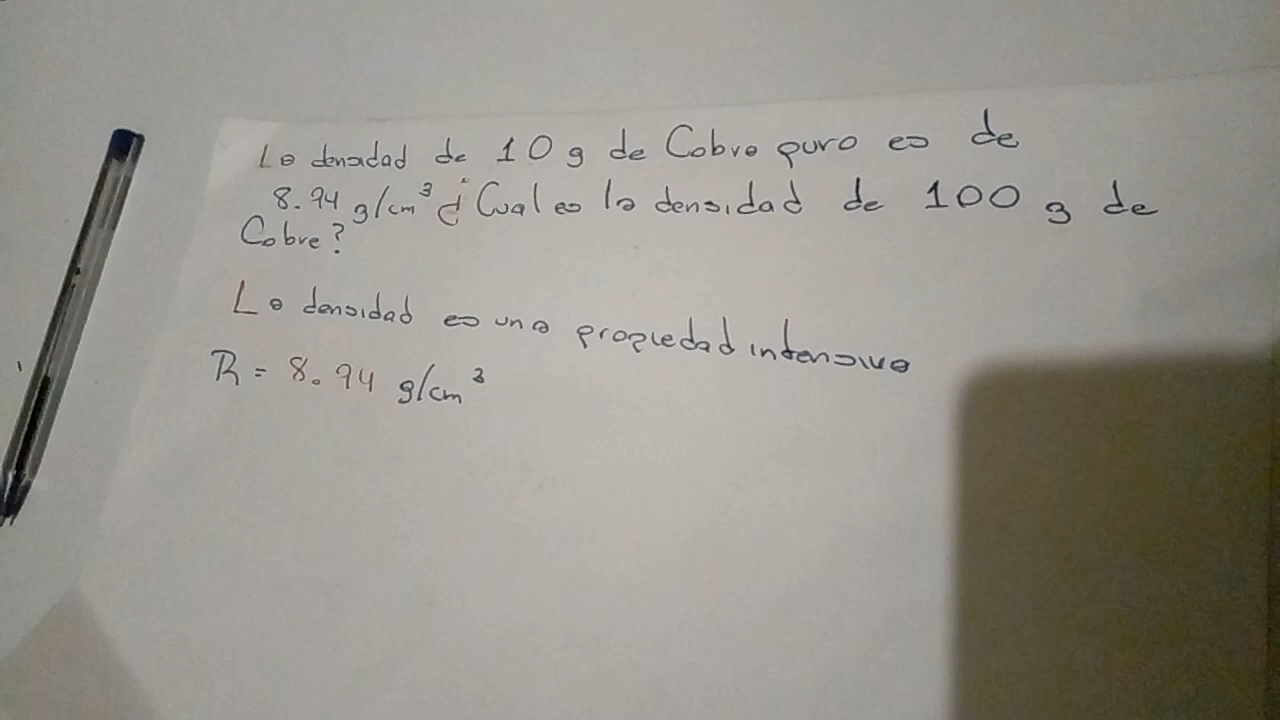 La densidad de 10 g de Cobre puro es de
8.94 g/cm³ ¿Cual es la densidad de 100 g de
Cobre?
La densidad es una propiedad intensiva
R = 8.94 g/cm³